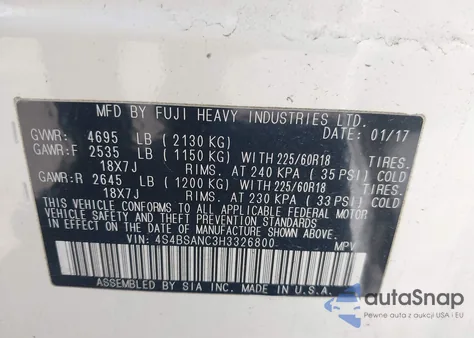 MFD BY FUJI HEAVY INDUSTRIES LTD.
DATE: 01/17
GVWR: 4695 LB (2130 KG)
GAWR:F 2535 LB (1150 KG) WITH 225/60R18 TIRES.
18X7J RIMS. AT 240 KPA (35 PSI) COLD.
GAWR:R 2645 LB (1200 KG) WITH 225/60R18 TIRES.
18X7J RIMS. AT 230 KPA (33 PSI) COLD.
THIS VEHICLE CONFORMS TO ALL APPLICABLE FEDERAL MOTOR
VEHICLE SAFETY AND THEFT PREVENTION STANDARDS
IN EFFECT ON THE DATE OF MANUFACTURE SHOWN ABOVE.
VIN: 4S4BSANC3H3326800 MPV
ASSEMBLED BY SIA INC. MADE IN U.S.A.
autoSnap
Pewne auta z aukcji USA i EU